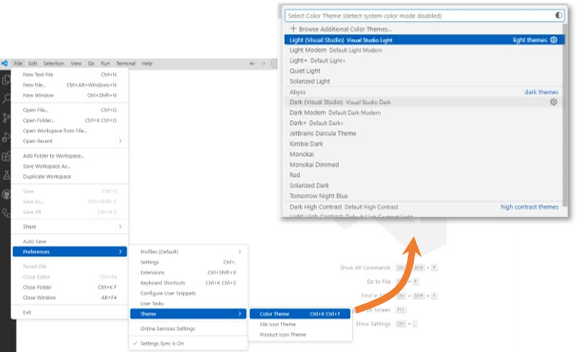 Select Color Theme (detect system color mode disabled)
+ Browse Additional Color Themes...
Light (Visual Studio) Visual Studio Light light themes
Light Modern Default Light Modern
Light+ Default Light+
Quiet Light
Solarized Light
Abyss dark themes
Dark (Visual Studio) Visual Studio Dark
Dark Modern Default Dark Modern
Dark+ Default Dark+
JetBrains Darcula Theme
Kimbie Dark
Monokai
Monokai Dimmed
Red
Solarized Dark
Tomorrow Night Blue
Dark High Contrast Default High Contrast high contrast themes
Light High Contrast Default High Contrast Light
File Edit Selection View Go Run Terminal Help
New Text File Ctrl+N
New File... Ctrl+Alt+Windows+N
New Window Ctrl+Shift+N
Open File... Ctrl+O
Open Folder... Ctrl+K Ctrl+O
Open Workspace from File...
Open Recent
Add Folder to Workspace...
Save Workspace As...
Duplicate Workspace
Save Ctrl+S
Save As... Ctrl+Shift+S
Save All Ctrl+K S
Share
Auto Save
Preferences
Revert File
Close Editor Ctrl+F4
Close Folder Ctrl+K F
Close Window Alt+F4
Exit
Profiles (Default)
Settings Ctrl+,
Extensions Ctrl+Shift+X
Keyboard Shortcuts Ctrl+K Ctrl+S
Configure User Snippets
User Tasks
Theme
Online Services Settings
Settings Sync is On
Color Theme Ctrl+K Ctrl+T
File Icon Theme
Product Icon Theme
Show All Commands Ctrl + Shift + P
Go to File Ctrl + P
Find in Shift + F
Screen F11
Show Settings Ctrl + ,